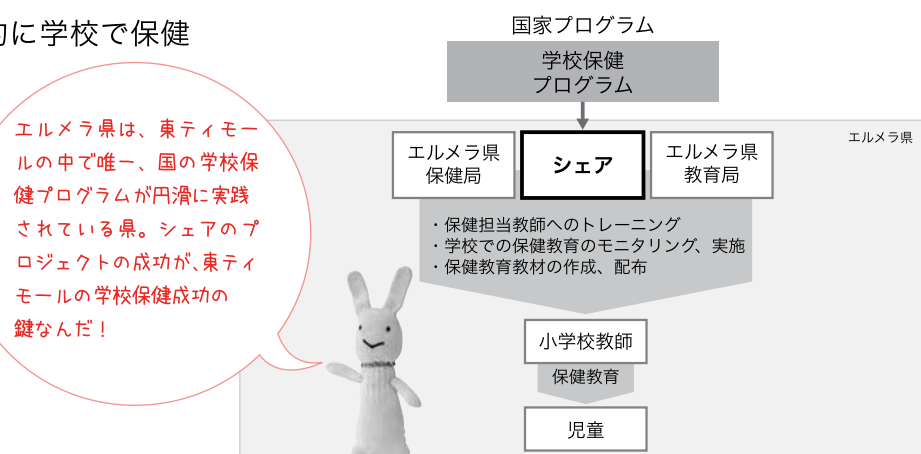 的に学校で保健
国家プログラム
学校保健
プログラム
エルメラ県
エルメラ県
保健局
シェア
エルメラ県
教育局
エルメラ県は、東ティモー
ルの中で唯一、国の学校保
健プログラムが円滑に実践
されている県。シェアのプ
ロジェクトの成功が、東ティ
モールの学校保健成功の
鍵なんだ！
・保健担当教師へのトレーニング
・学校での保健教育のモニタリング、実施
・保健教育教材の作成、配布
小学校教師
保健教育
児童